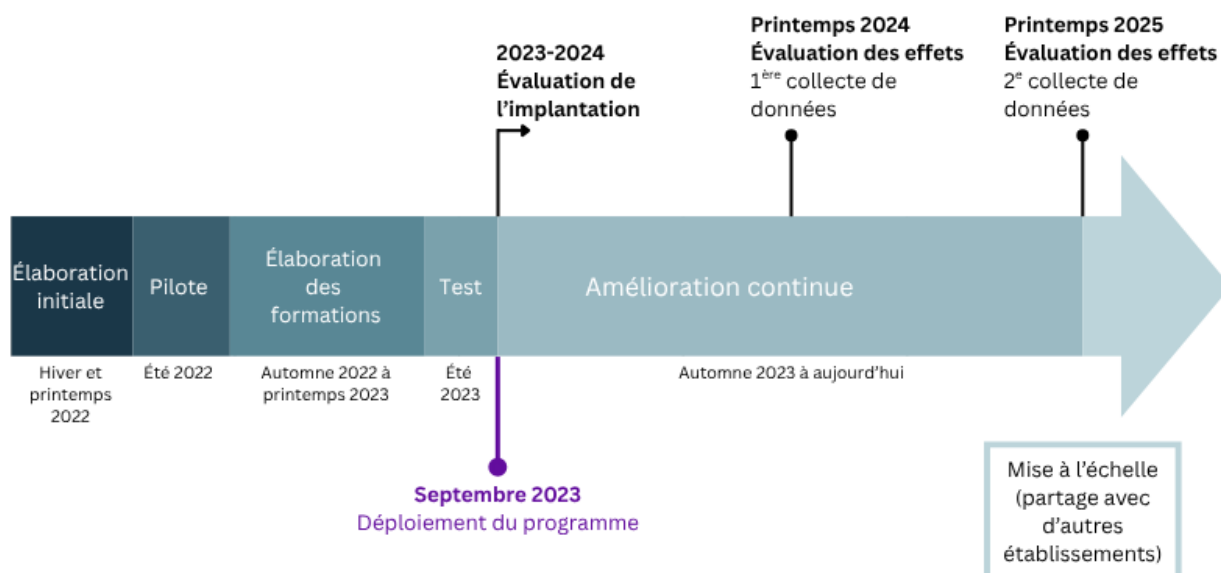 2023-2024
Évaluation de
l'implantation
Printemps 2024
Évaluation des effets
1ère collecte de
données
Printemps 2025
Évaluation des effets
2e collecte de
données
Élaboration
initiale
Pilote
Élaboration
des
formations
Test
Amélioration continue
Hiver et
printemps
2022
Été 2022
Automne 2022 à
printemps 2023
Été
2023
Automne 2023 à aujourd'hui
Septembre 2023
Déploiement du programme
Mise à l'échelle
(partage avec
d'autres
établissements)